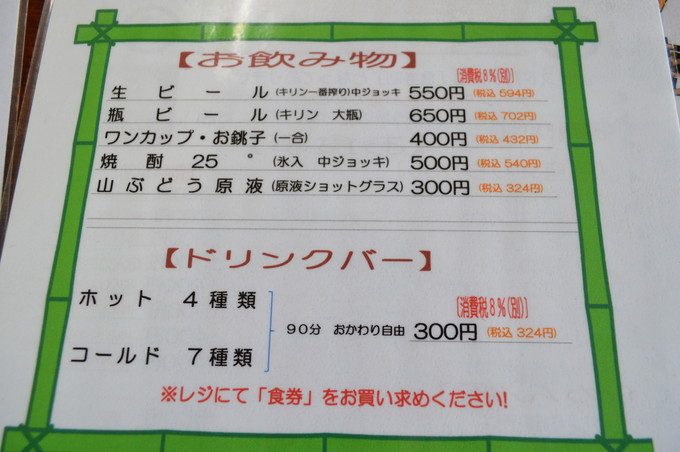 【お飲み物】
[消費税8%(別)]
生ビール(キリン一番搾り)中ジョッキ 550円(税込 594円)
瓶ビール(キリン 大瓶) 650円(税込 702円)
ワンカップ・お銚子(一合) 400円(税込 432円)
焼酎 25°(氷入 中ジョッキ) 500円(税込 540円)
山ぶどう原液(原液ショットグラス) 300円(税込 324円)
【ドリンクバー】
ホット 4種類
[消費税8%(別)]
90分 おかわり自由 300円(税込 324円)
コールド 7種類
※レジにて「食券」をお買い求めください!